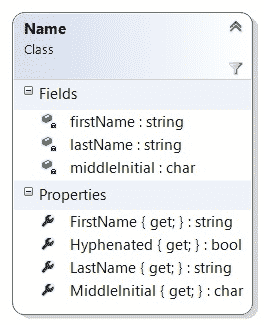 Name
Class
Fields
firstName : string
lastName : string
middleInitial : char
Properties
FirstName { get; } : string
Hyphenated { get; } : bool
LastName { get; } : string
MiddleInitial { get; } : char